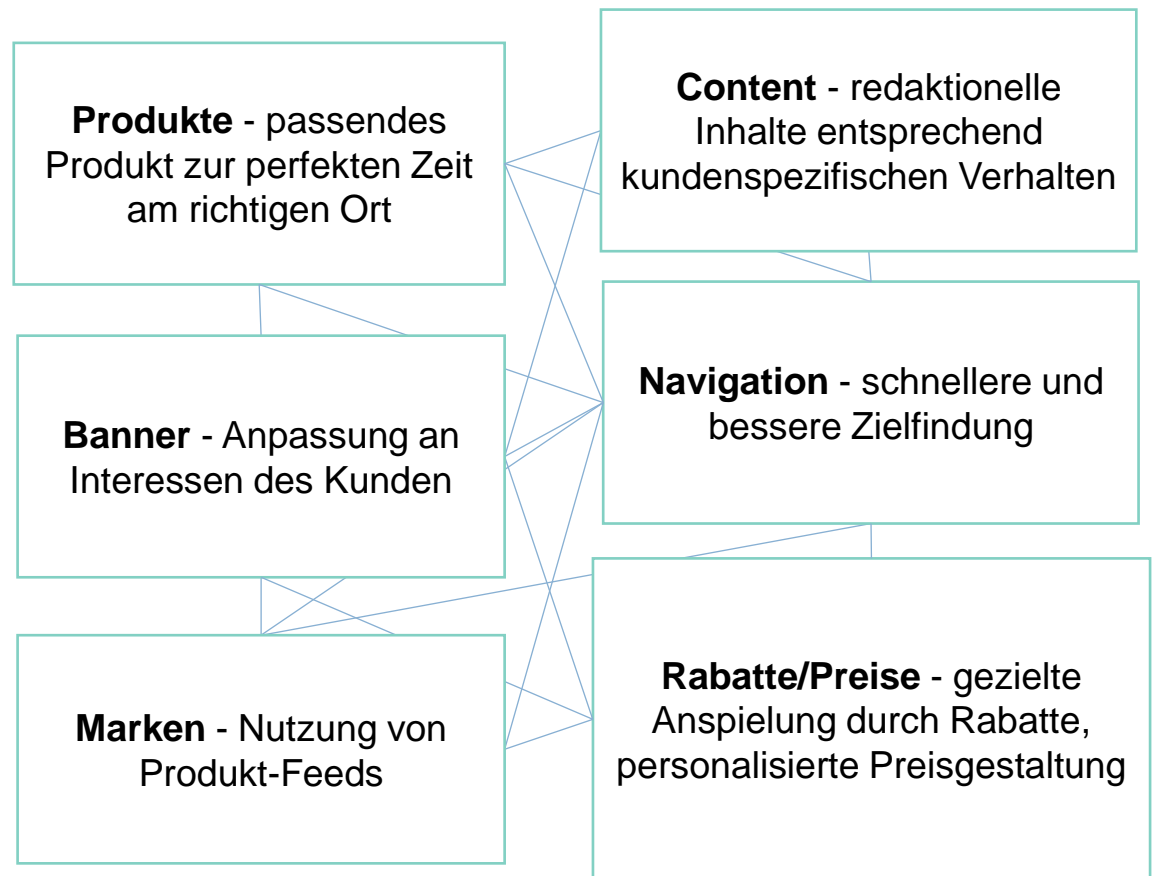 Produkte - passendes
Produkt zur perfekten Zeit
am richtigen Ort
Content - redaktionelle
Inhalte entsprechend
kundenspezifischen Verhalten
Banner - Anpassung an
Interessen des Kunden
Navigation - schnellere und
bessere Zielfindung
Marken - Nutzung von
Produkt-Feeds
Rabatte/Preise - gezielte
Anspielung durch Rabatte,
personalisierte Preisgestaltung